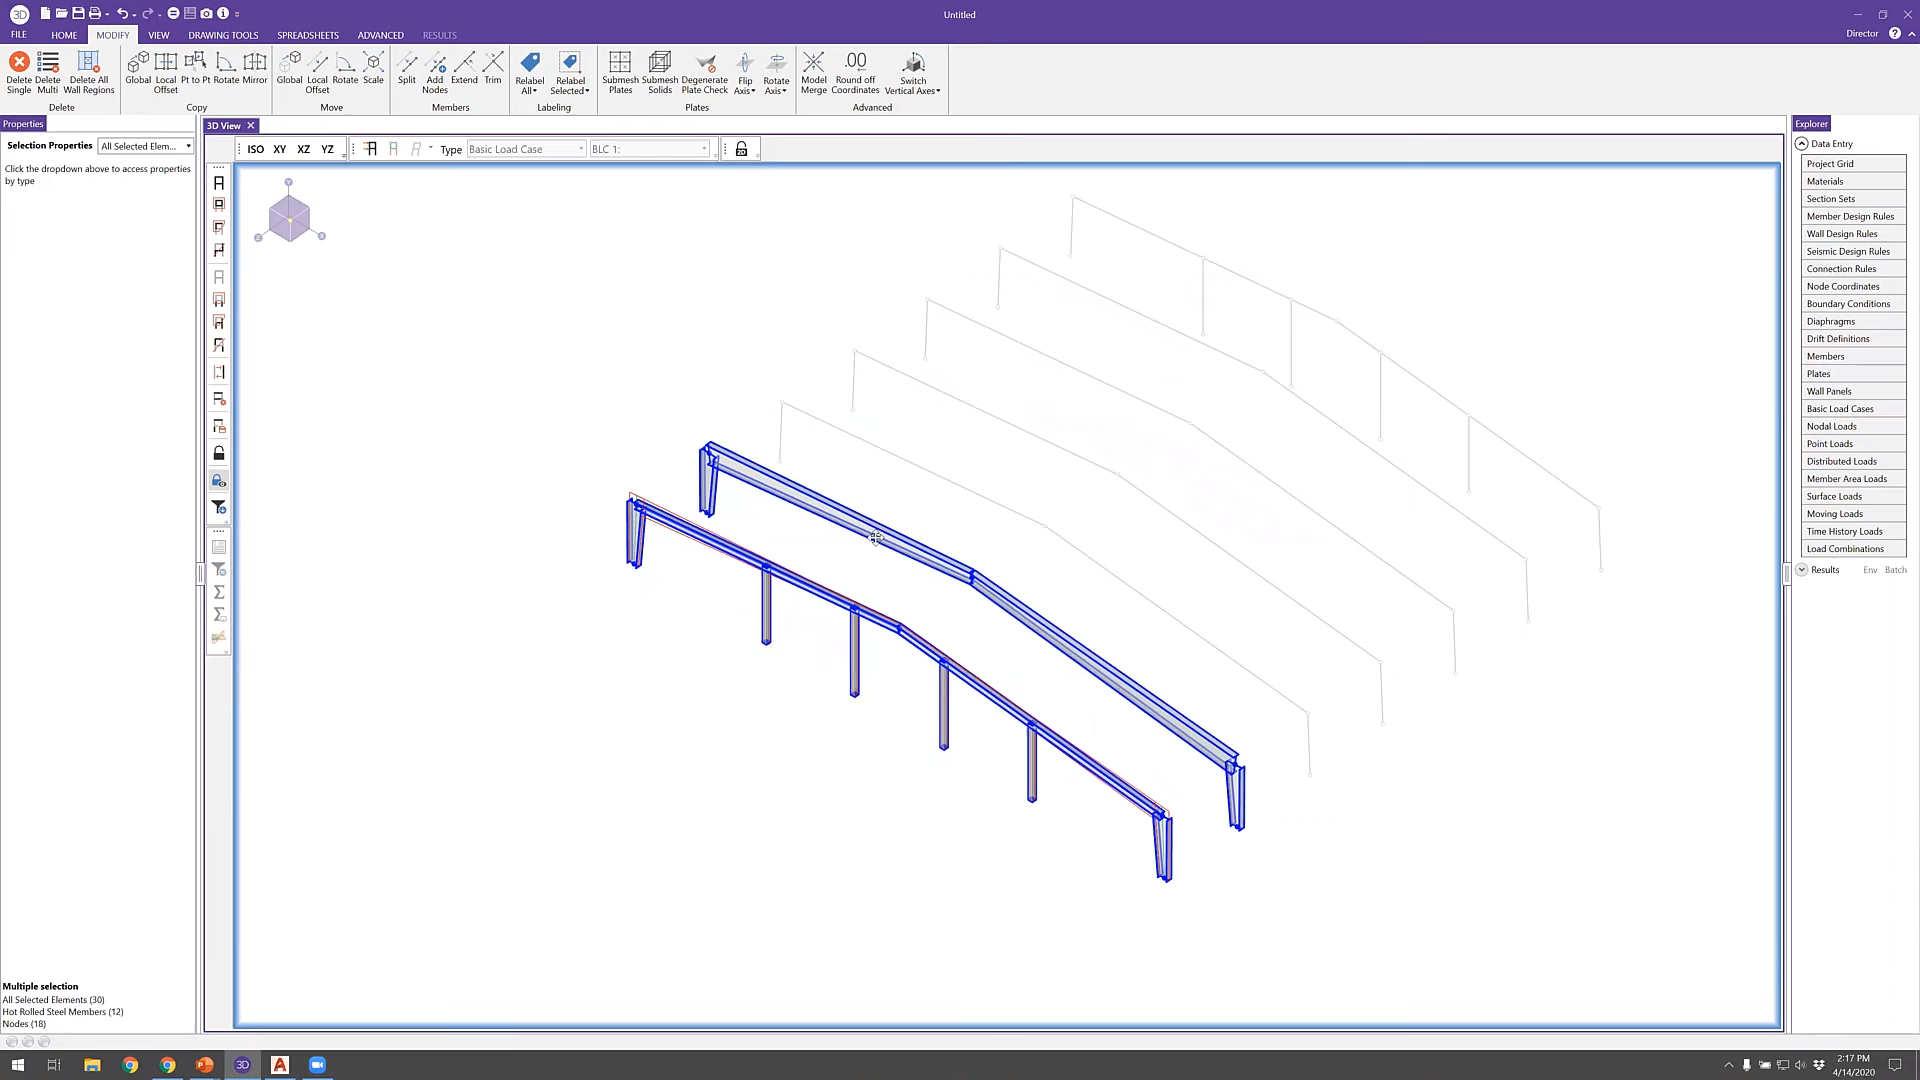 3D
Untitled
FILE HOME MODIFY VIEW DRAWING TOOLS SPREADSHEETS ADVANCED RESULTS
Director
Delete Single
Delete Multi
Delete All Wall Regions
Delete
Global
Local Offset
Pt to Pt
Rotate
Mirror
Copy
Global
Local Offset
Rotate
Scale
Move
Split
Add Nodes
Extend
Trim
Members
Relabel All
Relabel Selected
Labeling
Submesh Plates
Submesh Solids
Degenerate Plate Check
Flip Axis
Rotate Axis
Plates
Model Merge
.00 Round off Coordinates
Switch Vertical Axes
Advanced
Properties
Selection Properties All Selected Elem...
Click the dropdown above to access properties
by type
3D View
ISO XY XZ YZ Type Basic Load Case BLC 1:
Y
Z
X
Explorer
Data Entry
Project Grid
Materials
Section Sets
Member Design Rules
Wall Design Rules
Seismic Design Rules
Connection Rules
Node Coordinates
Boundary Conditions
Diaphragms
Drift Definitions
Members
Plates
Wall Panels
Basic Load Cases
Nodal Loads
Point Loads
Distributed Loads
Member Area Loads
Surface Loads
Moving Loads
Time History Loads
Load Combinations
Results Env Batch
Multiple selection
All Selected Elements (30)
Hot Rolled Steel Members (12)
Nodes (18)
3D
2:17 PM
4/14/2020